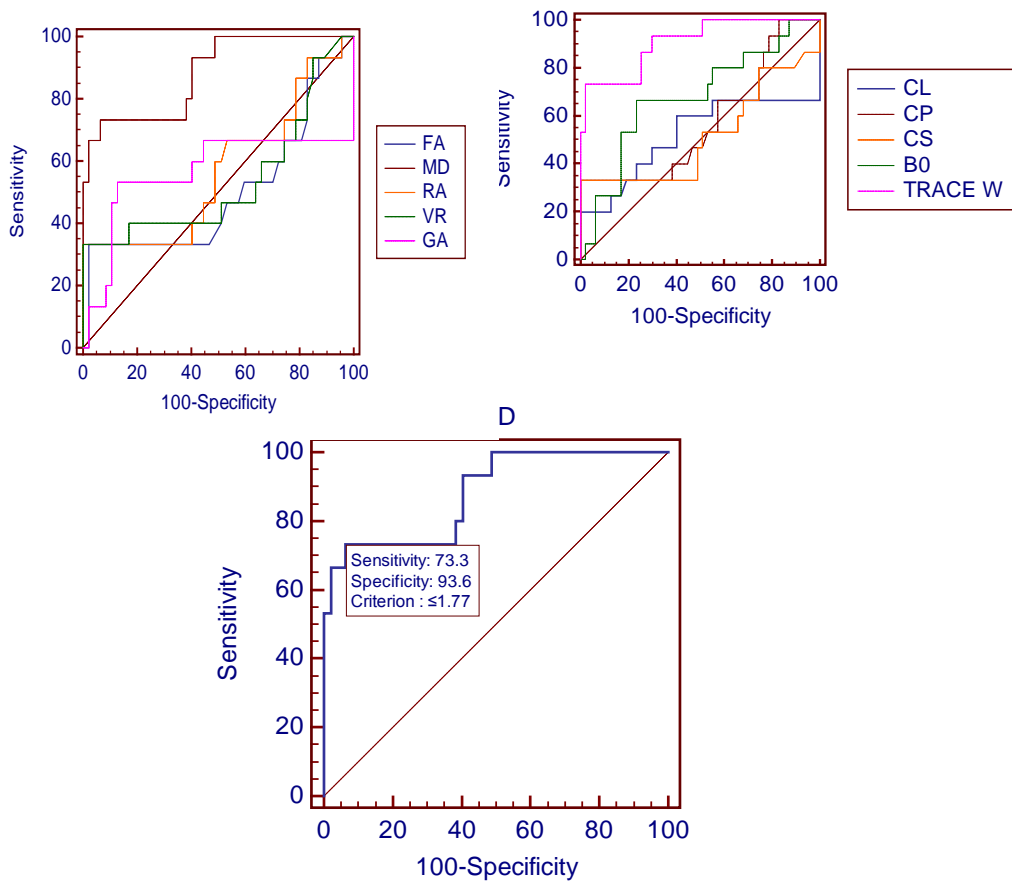 100
80
60
40
20
0
Sensitivity
0 20 40 60 80 100
100-Specificity
FA
MD
RA
VR
GA
100
80
60
40
20
0
Sensitivity
0 20 40 60 80 100
100-Specificity
CL
CP
CS
B0
TRACE W
D
100
80
60
40
20
0
Sensitivity
Sensitivity: 73.3
Specificity: 93.6
Criterion : ≤1.77
0 20 40 60 80 100
100-Specificity